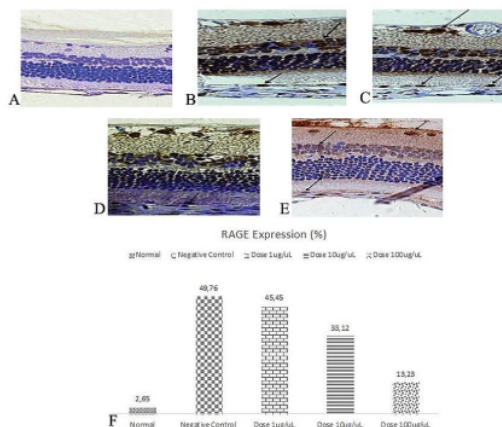 A
B
C
D
E
RAGE Expression (%)
Normal Negative Control Dose 1ug/uL Dose 10ug/uL Dose 100ug/uL
49,76
45,45
33,12
13,23
2,65
F
Normal Negative Control Dose 1ug/uL Dose 10ug/uL Dose 100ug/uL